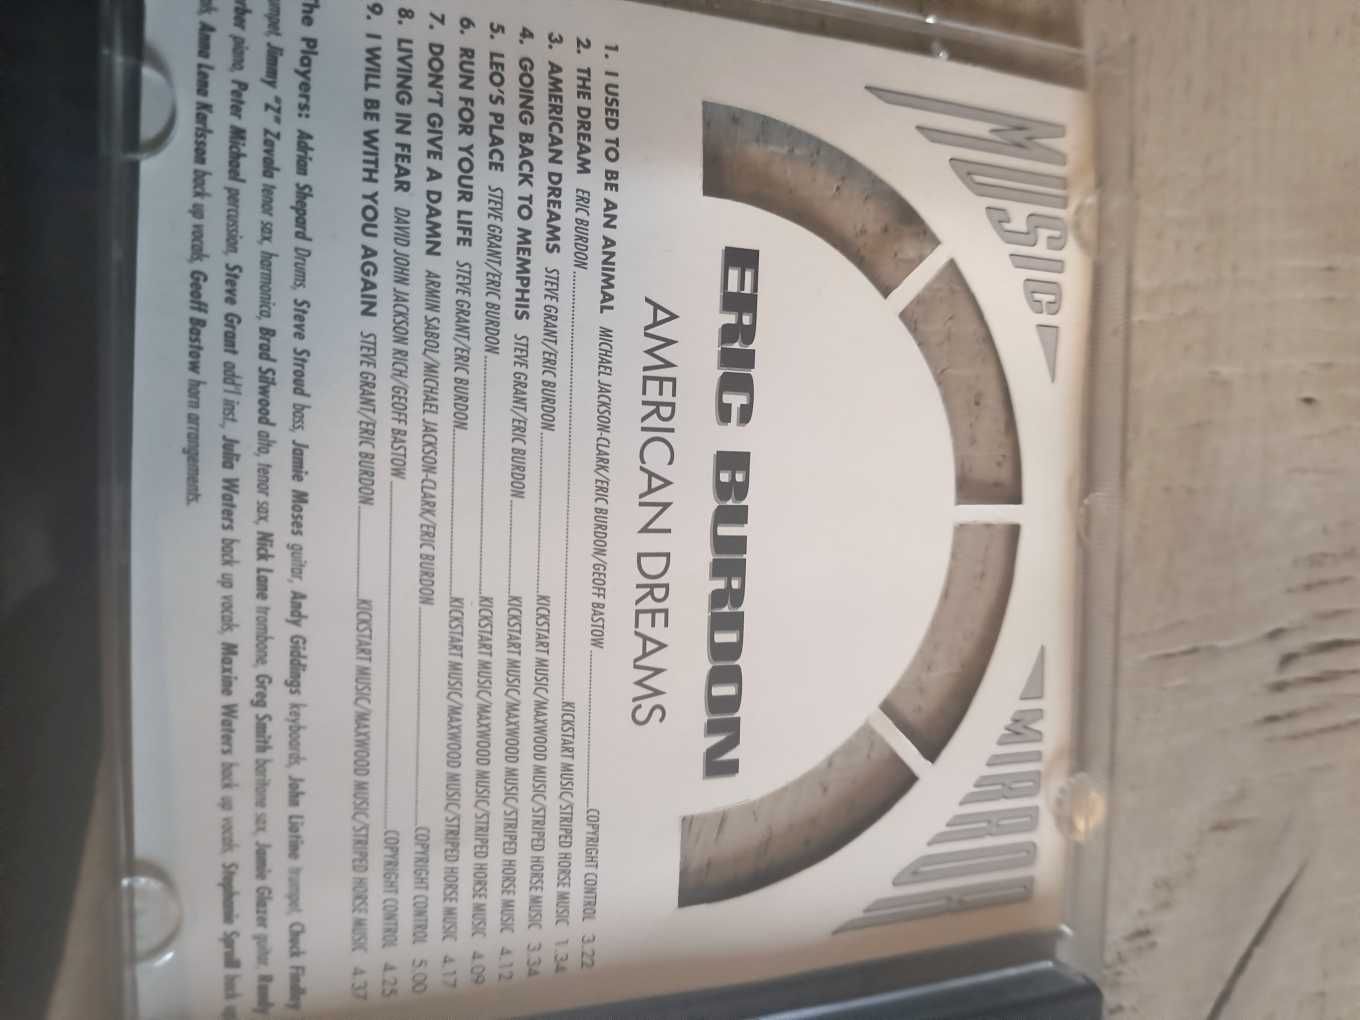 MUSIC MIRROR
ERIC BURDON
AMERICAN DREAMS
1. I USED TO BE AN ANIMAL MICHAEL JACKSON-CLARK/ERIC BURDON/GEOFF BASTOW COPYRIGHT CONTROL 3.22
2. THE DREAM ERIC BURDON KICKSTART MUSIC/STRIPED HORSE MUSIC 1.34
3. AMERICAN DREAMS STEVE GRANT/ERIC BURDON KICKSTART MUSIC/MAXWOOD MUSIC/STRIPED HORSE MUSIC 3.34
4. GOING BACK TO MEMPHIS STEVE GRANT/ERIC BURDON KICKSTART MUSIC/MAXWOOD MUSIC/STRIPED HORSE MUSIC 4.12
5. LEO'S PLACE STEVE GRANT/ERIC BURDON KICKSTART MUSIC/MAXWOOD MUSIC/STRIPED HORSE MUSIC 4.09
6. RUN FOR YOUR LIFE STEVE GRANT/ERIC BURDON KICKSTART MUSIC/MAXWOOD MUSIC/STRIPED HORSE MUSIC 4.17
7. DON'T GIVE A DAMN ARMIN SABOL/MICHAEL JACKSON-CLARK/ERIC BURDON COPYRIGHT CONTROL 5.00
8. LIVING IN FEAR DAVID JOHN JACKSON RICH/GEOFF BASTOW COPYRIGHT CONTROL 4.25
9. I WILL BE WITH YOU AGAIN STEVE GRANT/ERIC BURDON KICKSTART MUSIC/MAXWOOD MUSIC/STRIPED HORSE MUSIC 4.37
The Players: Adrian Shepard Drums, Steve Stroud bass, Jamie Moses guitar, Andy Giddings keyboards, John Liotine trumpet, Chuck Findley
Jimmy "Z" Zavala tenor sax, harmonica, Brad Silwood alto, tenor sax, Nick Lane trombone, Greg Smith baritone sax, Jamie Glazer guitar, Randy
piano, Peter Michael percussion, Steve Grant add'l inst., Julia Waters back up vocals, Maxine Waters back up vocals, Stephanie Spruill back up
Anna Lena Karlsson back up vocals, Geoff Bastow horn arrangements.